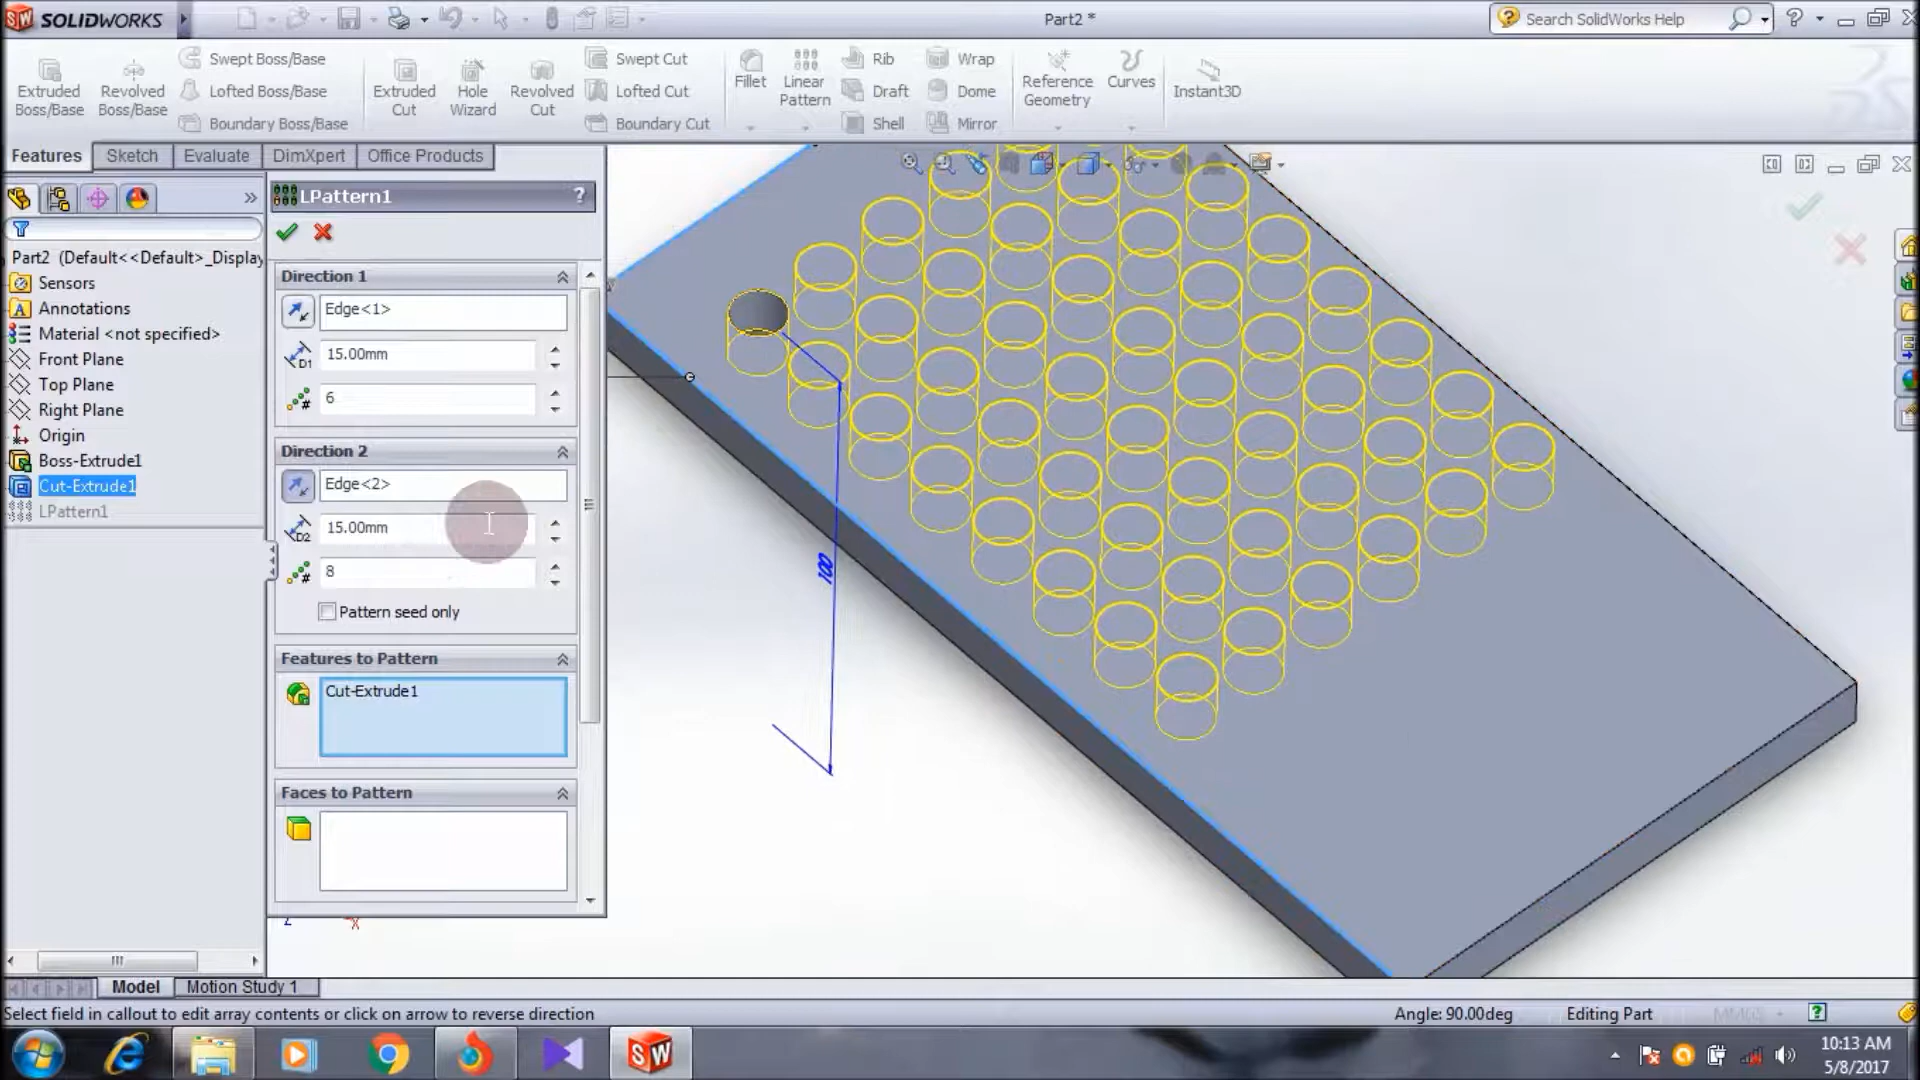 SOLIDWORKS
Part2 *
Search SolidWorks Help
Extruded Boss/Base
Revolved Boss/Base
Swept Boss/Base
Lofted Boss/Base
Boundary Boss/Base
Extruded Cut
Hole Wizard
Revolved Cut
Swept Cut
Lofted Cut
Boundary Cut
Fillet
Linear Pattern
Rib
Draft
Shell
Wrap
Dome
Mirror
Reference Geometry
Curves
Instant3D
Features
Sketch
Evaluate
DimXpert
Office Products
Part2 (Default<<Default>_Display
Sensors
Annotations
Material <not specified>
Front Plane
Top Plane
Right Plane
Origin
Boss-Extrude1
Cut-Extrude1
LPattern1
LPattern1
?
Direction 1
Edge<1>
D1
15.00mm
#
6
Direction 2
Edge<2>
D2
15.00mm
#
8
Pattern seed only
Features to Pattern
Cut-Extrude1
Faces to Pattern
100
Model
Motion Study 1
Select field in callout to edit array contents or click on arrow to reverse direction
Angle: 90.00deg
Editing Part
?
SW
10:13 AM
5/8/2017